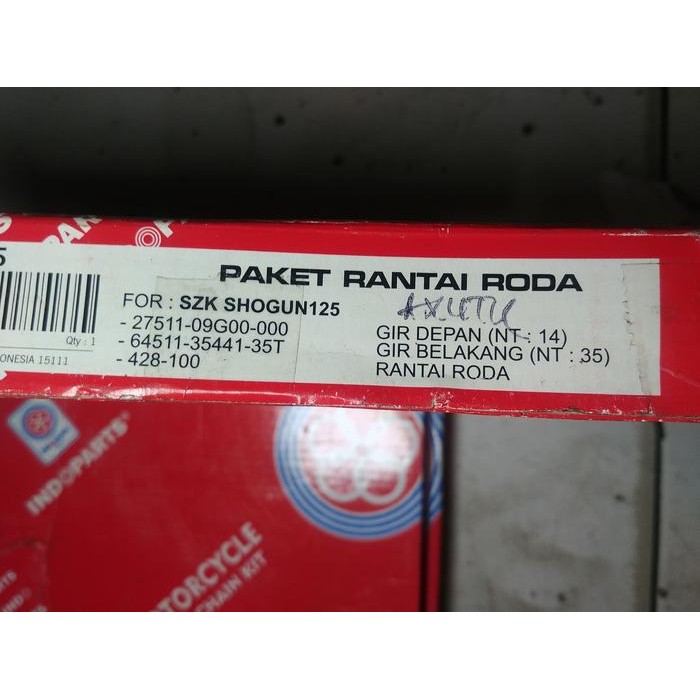 PAKET RANTAI RODA
FOR : SZK SHOGUN125
- 27511-09G00-000
- 64511-35441-35T
- 428-100
GIR DEPAN (NT : 14)
GIR BELAKANG (NT : 35)
RANTAI RODA
5
Qty : 1
ONESIA 15111
INDOPARTS®
MOTORCYCLE
CHAIN KIT